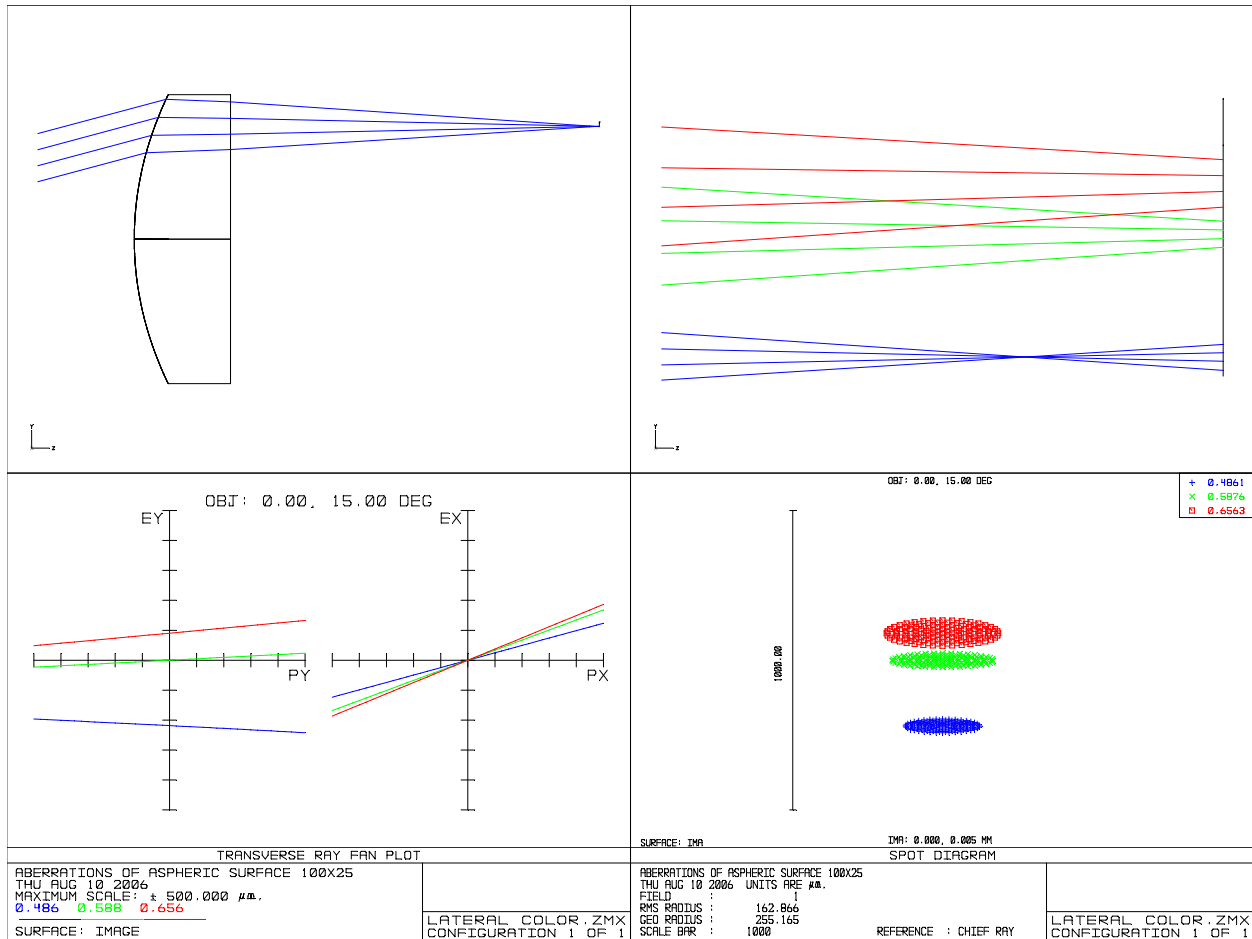 Y
Z
Y
Z
OBJ: 0.00, 15.00 DEG
EY
EX
PY
PX
TRANSVERSE RAY FAN PLOT
ABERRATIONS OF ASPHERIC SURFACE 100X25
THU AUG 10 2006
MAXIMUM SCALE: ± 500.000 µm.
0.486 0.588 0.656
SURFACE: IMAGE
LATERAL COLOR.ZMX
CONFIGURATION 1 OF 1
OBJ: 0.00, 15.00 DEG
+ 0.4861
× 0.5876
□ 0.6563
1000.00
SURFACE: IMA
IMA: 0.000, 0.005 MM
SPOT DIAGRAM
ABERRATIONS OF ASPHERIC SURFACE 100X25
THU AUG 10 2006 UNITS ARE µm.
FIELD : 1
RMS RADIUS : 162.866
GEO RADIUS : 255.165
SCALE BAR : 1000 REFERENCE : CHIEF RAY
LATERAL COLOR.ZMX
CONFIGURATION 1 OF 1